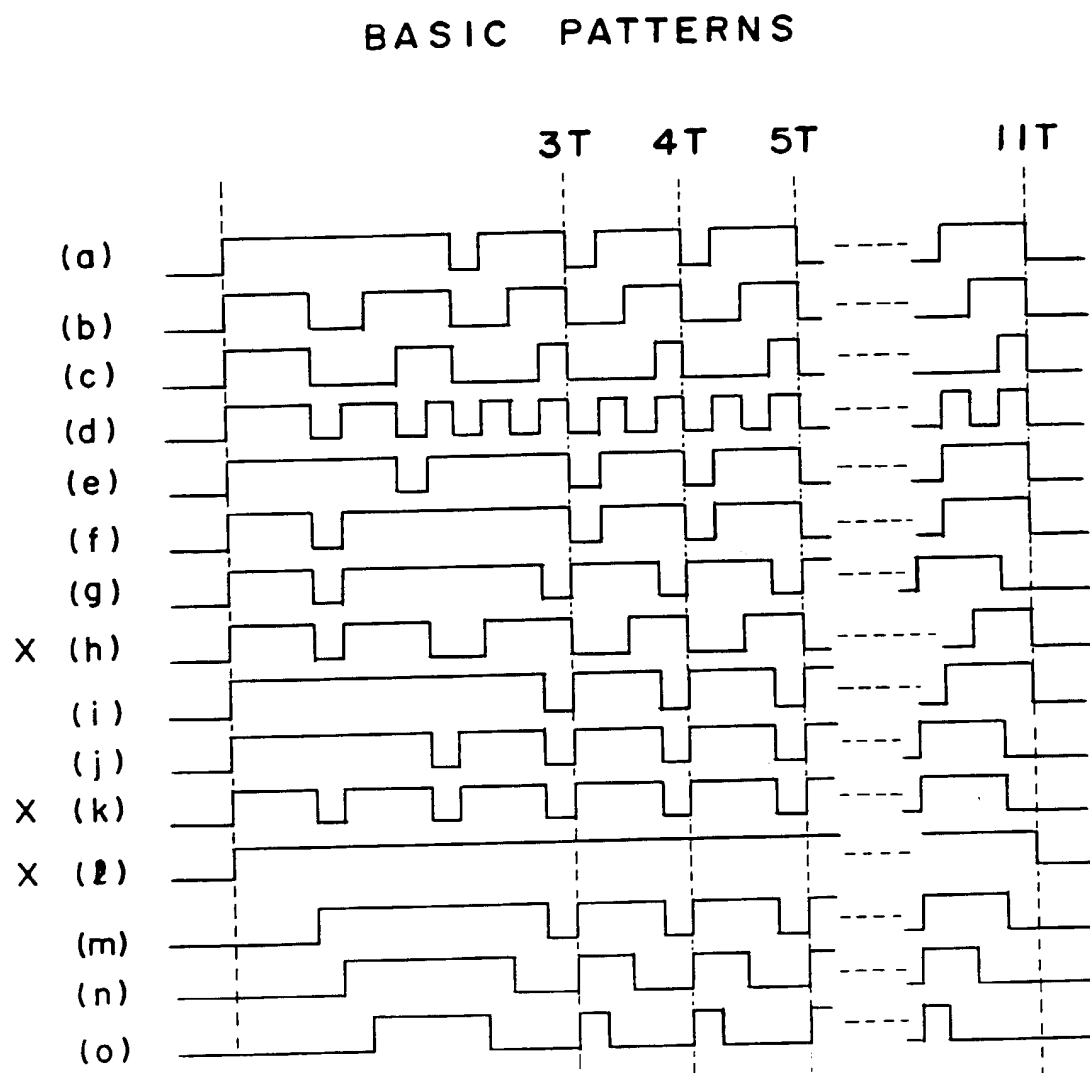 BASIC PATTERNS
3T 4T 5T 11T
(a)
(b)
(c)
(d)
(e)
(f)
(g)
X (h)
(i)
(j)
X (k)
X (ℓ)
(m)
(n)
(o)